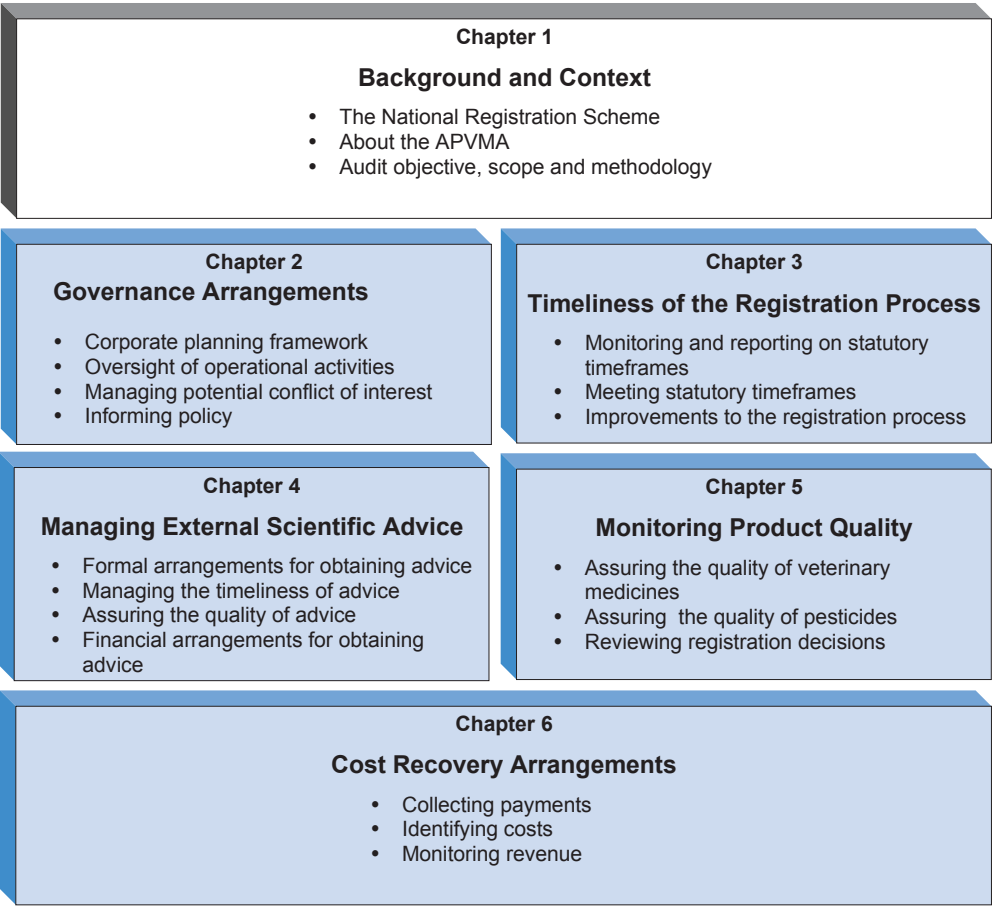 Chapter 1
Background and Context
• The National Registration Scheme
• About the APVMA
• Audit objective, scope and methodology
Chapter 2
Governance Arrangements
• Corporate planning framework
• Oversight of operational activities
• Managing potential conflict of interest
• Informing policy
Chapter 3
Timeliness of the Registration Process
• Monitoring and reporting on statutory
timeframes
• Meeting statutory timeframes
• Improvements to the registration process
Chapter 4
Managing External Scientific Advice
• Formal arrangements for obtaining advice
• Managing the timeliness of advice
• Assuring the quality of advice
• Financial arrangements for obtaining
advice
Chapter 5
Monitoring Product Quality
• Assuring the quality of veterinary
medicines
• Assuring  the quality of pesticides
• Reviewing registration decisions
Chapter 6
Cost Recovery Arrangements
• Collecting payments
• Identifying costs
• Monitoring revenue